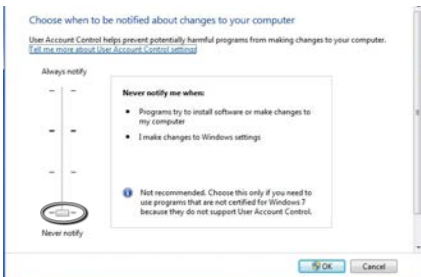 Choose when to be notified about changes to your computer
User Account Control helps prevent potentially harmful programs from making changes to your computer.
Tell me more about User Account Control settings
Always notify
Never notify me when:
• Programs try to install software or make changes to
my computer
• I make changes to Windows settings
Not recommended. Choose this only if you need to
use programs that are not certified for Windows 7
because they do not support User Account Control.
Never notify
OK
Cancel